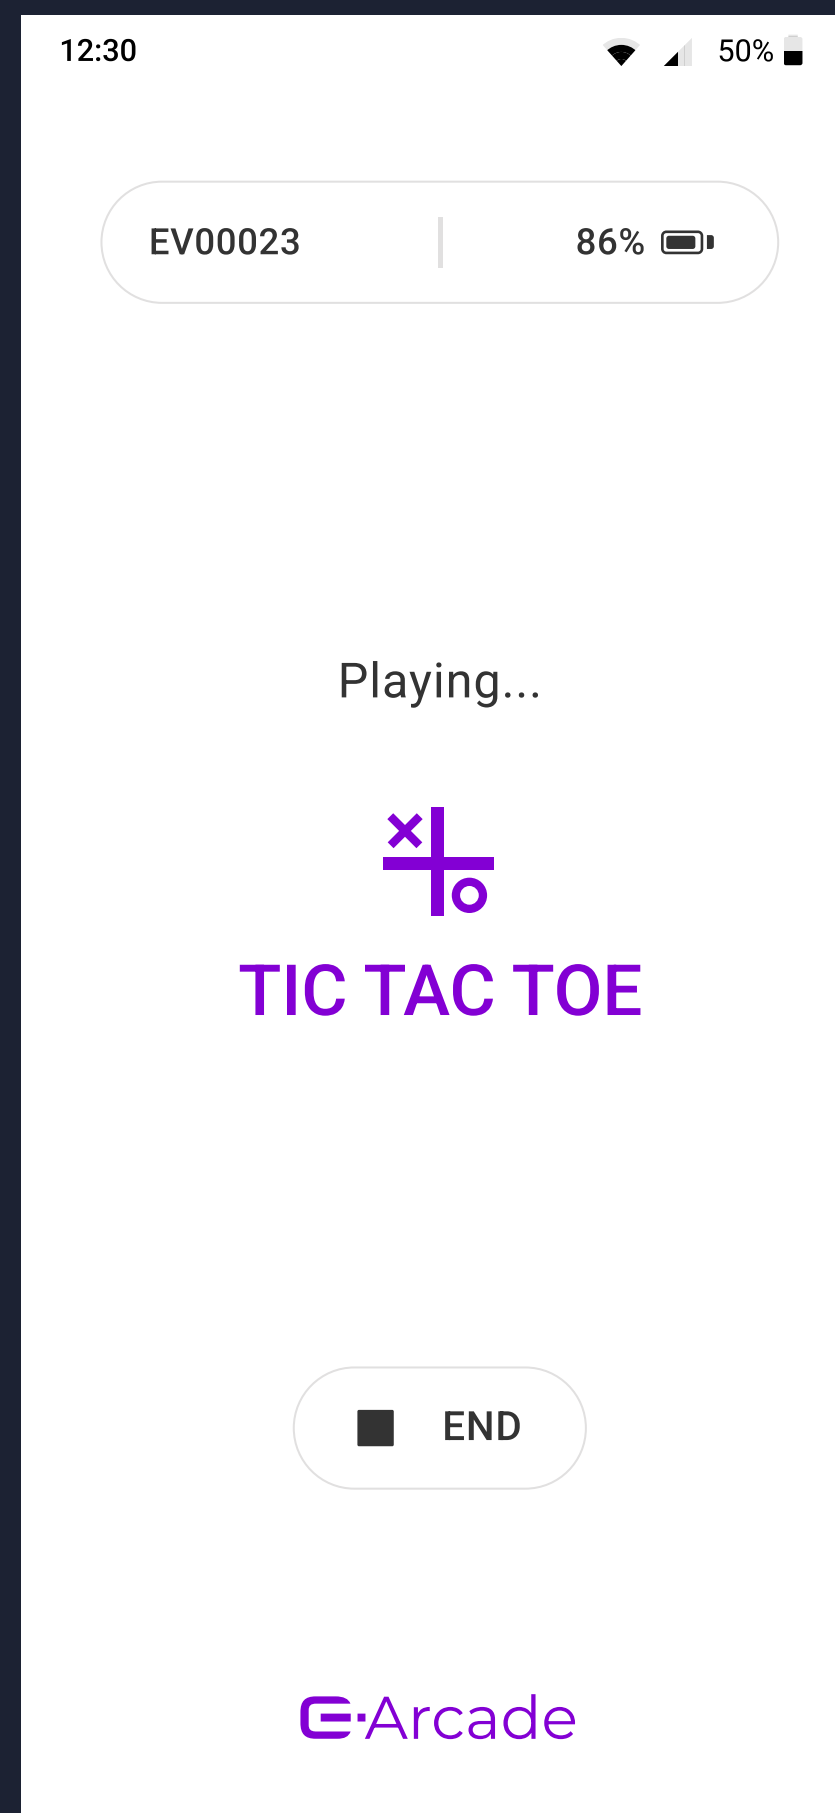 12:30 50%
EV00023 86%
Playing...
TIC TAC TOE
END
e-Arcade